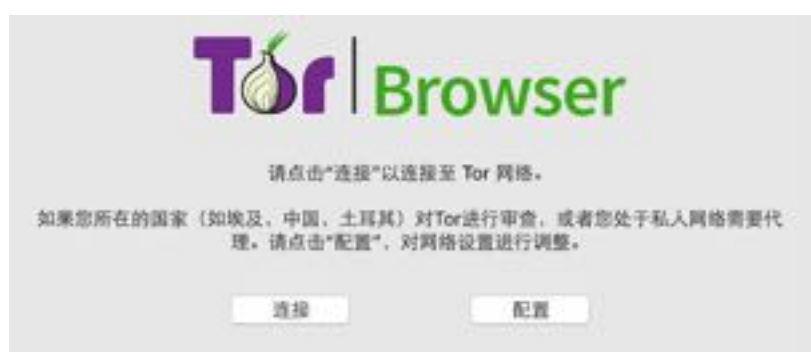 Tor Browser
请点击“连接”以连接至 Tor 网络。
如果您所在的国家（如埃及、中国、土耳其）对Tor进行审查，或者您处于私人网络需要代
理。请点击“配置”，对网络设置进行调整。
连接 配置